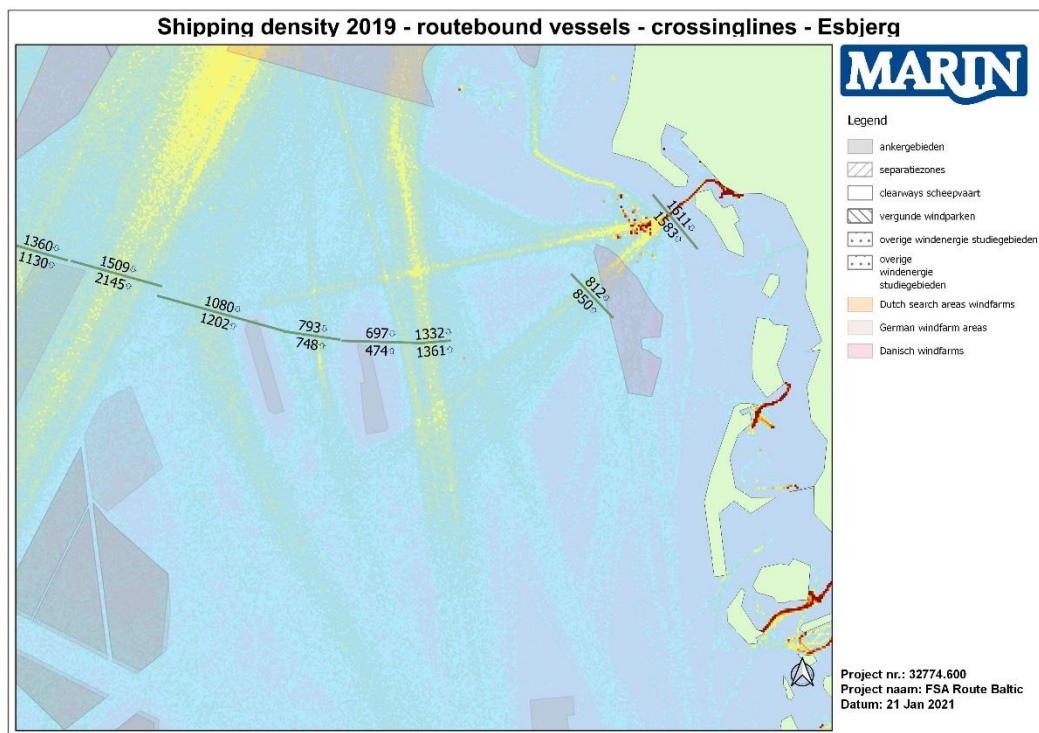 Shipping density 2019 - routebound vessels - crossinglines - Esbjerg
MARIN
Legend
ankergebieden
separatiezones
clearways scheepvaart
vergunde windparken
overige windenergie studiegebieden
overige
windenergie
studiegebieden
Dutch search areas windfarms
German windfarm areas
Danisch windfarms
1611
1583
1360
1130
1509
2145
812
850
1080
1202
793
748
697
474
1332
1361
Project nr.: 32774.600
Project naam: FSA Route Baltic
Datum: 21 Jan 2021